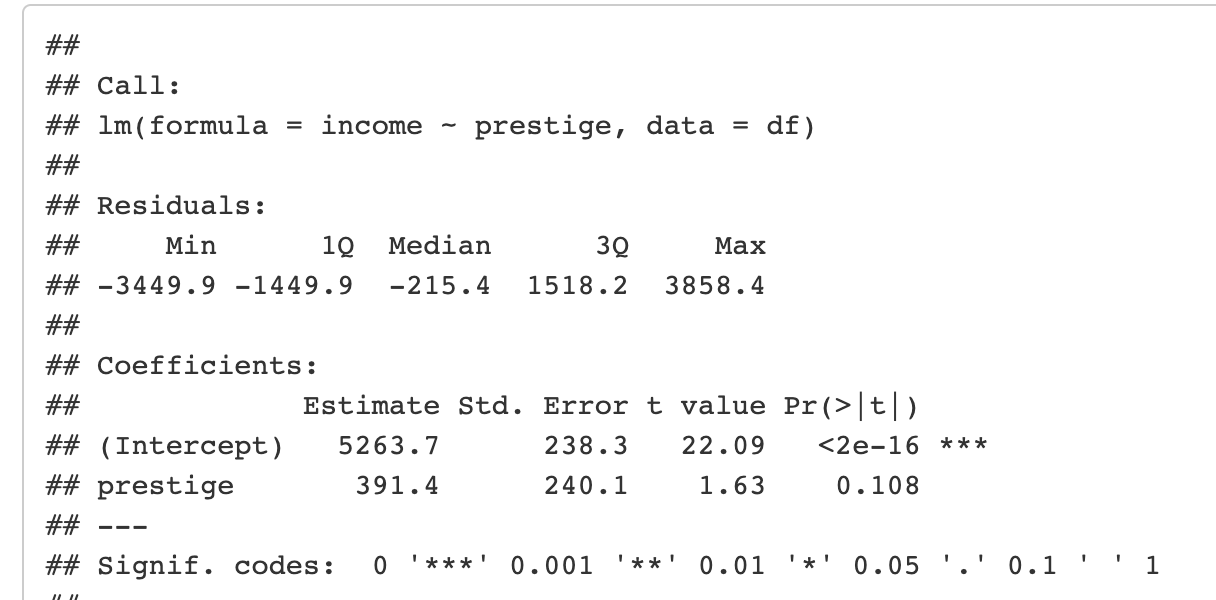 ##
## Call:
## lm(formula = income ~ prestige, data = df)
##
## Residuals:
##     Min      1Q  Median      3Q     Max
## -3449.9 -1449.9  -215.4  1518.2  3858.4
##
## Coefficients:
##             Estimate Std. Error t value Pr(>|t|)
## (Intercept)   5263.7      238.3   22.09   <2e-16 ***
## prestige       391.4      240.1    1.63    0.108
## ---
## Signif. codes:  0 '***' 0.001 '**' 0.01 '*' 0.05 '.' 0.1 ' ' 1
##